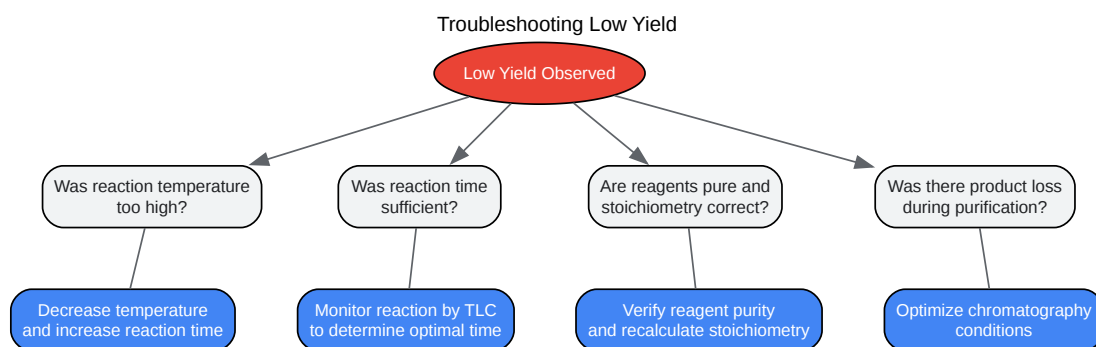 Troubleshooting Low Yield
Low Yield Observed
Was reaction temperature
too high?
Was reaction time
sufficient?
Are reagents pure and
stoichiometry correct?
Was there product loss
during purification?
Decrease temperature
and increase reaction time
Monitor reaction by TLC
to determine optimal time
Verify reagent purity
and recalculate stoichiometry
Optimize chromatography
conditions